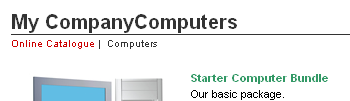 My CompanyComputers
Online Catalogue | Computers
Starter Computer Bundle
Our basic package.